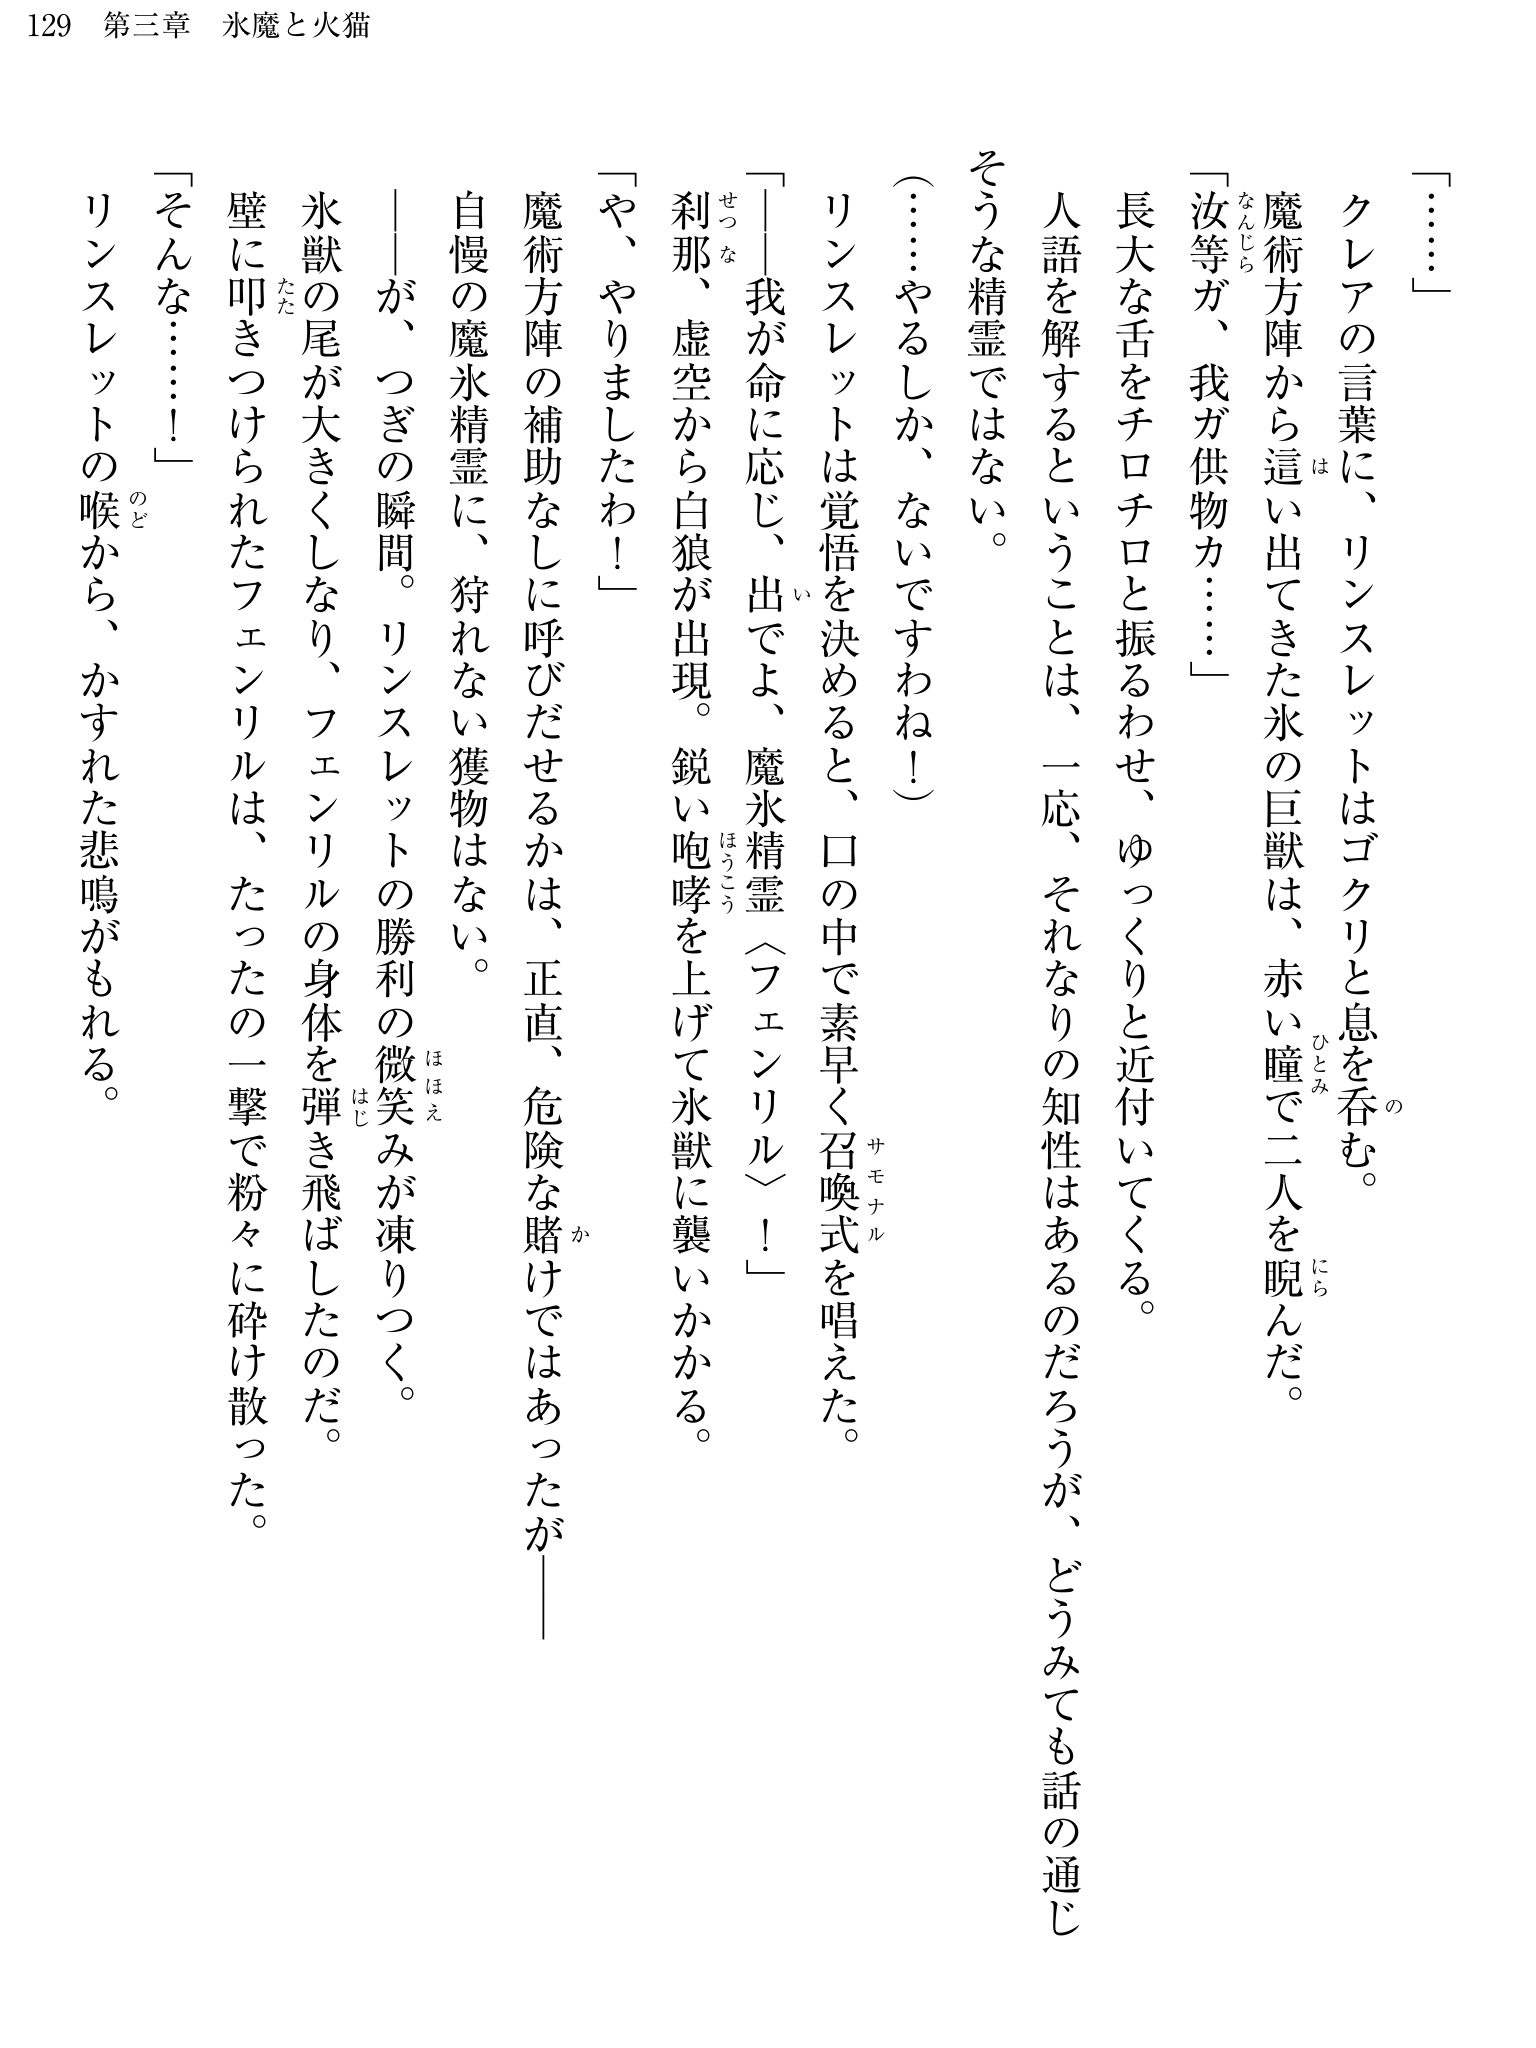 129　第三章　氷魔と火猫
「……」
　クレアの言葉に、リンスレットはゴクリと息を呑む。
　魔術方陣から這い出てきた氷の巨獣は、赤い瞳で二人を睨んだ。
「汝等ガ、我ガ供物カ……」
　長大な舌をチロチロと振るわせ、ゆっくりと近付いてくる。
　人語を解するということは、一応、それなりの知性はあるのだろうが、どうみても話の通じ
そうな精霊ではない。
（……やるしか、ないですわね！）
　リンスレットは覚悟を決めると、口の中で素早く召喚式を唱えた。
「――我が命に応じ、出でよ、魔氷精霊〈フェンリル〉！」
　刹那、虚空から白狼が出現。鋭い咆哮を上げて氷獣に襲いかかる。
「や、やりましたわ！」
　魔術方陣の補助なしに呼びだせるかは、正直、危険な賭けではあったが――
　自慢の魔氷精霊に、狩れない獲物はない。
　――が、つぎの瞬間。リンスレットの勝利の微笑みが凍りつく。
　氷獣の尾が大きくしなり、フェンリルの身体を弾き飛ばしたのだ。
　壁に叩きつけられたフェンリルは、たったの一撃で粉々に砕け散った。
「そんな……！」
　リンスレットの喉から、かすれた悲鳴がもれる。